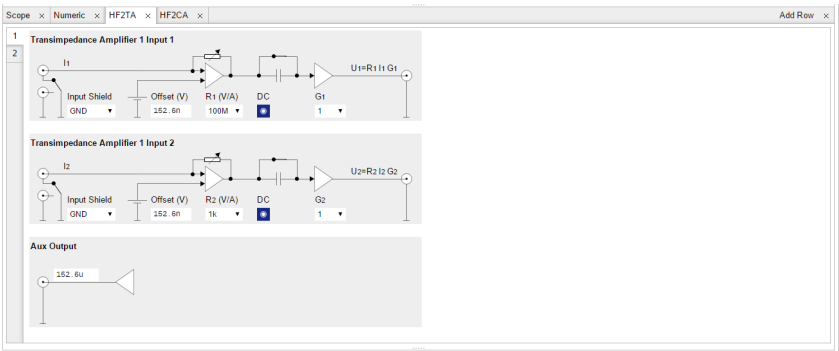 Scope × Numeric × HF2TA × HF2CA × Add Row ×
1
2
Transimpedance Amplifier 1 Input 1
I1
U1=R1 I1 G1
Input Shield Offset (V) R1 (V/A) DC G1
GND 152.6n 100M 1
Transimpedance Amplifier 1 Input 2
I2
U2=R2 I2 G2
Input Shield Offset (V) R2 (V/A) DC G2
GND 152.6n 1k 1
Aux Output
152.6u